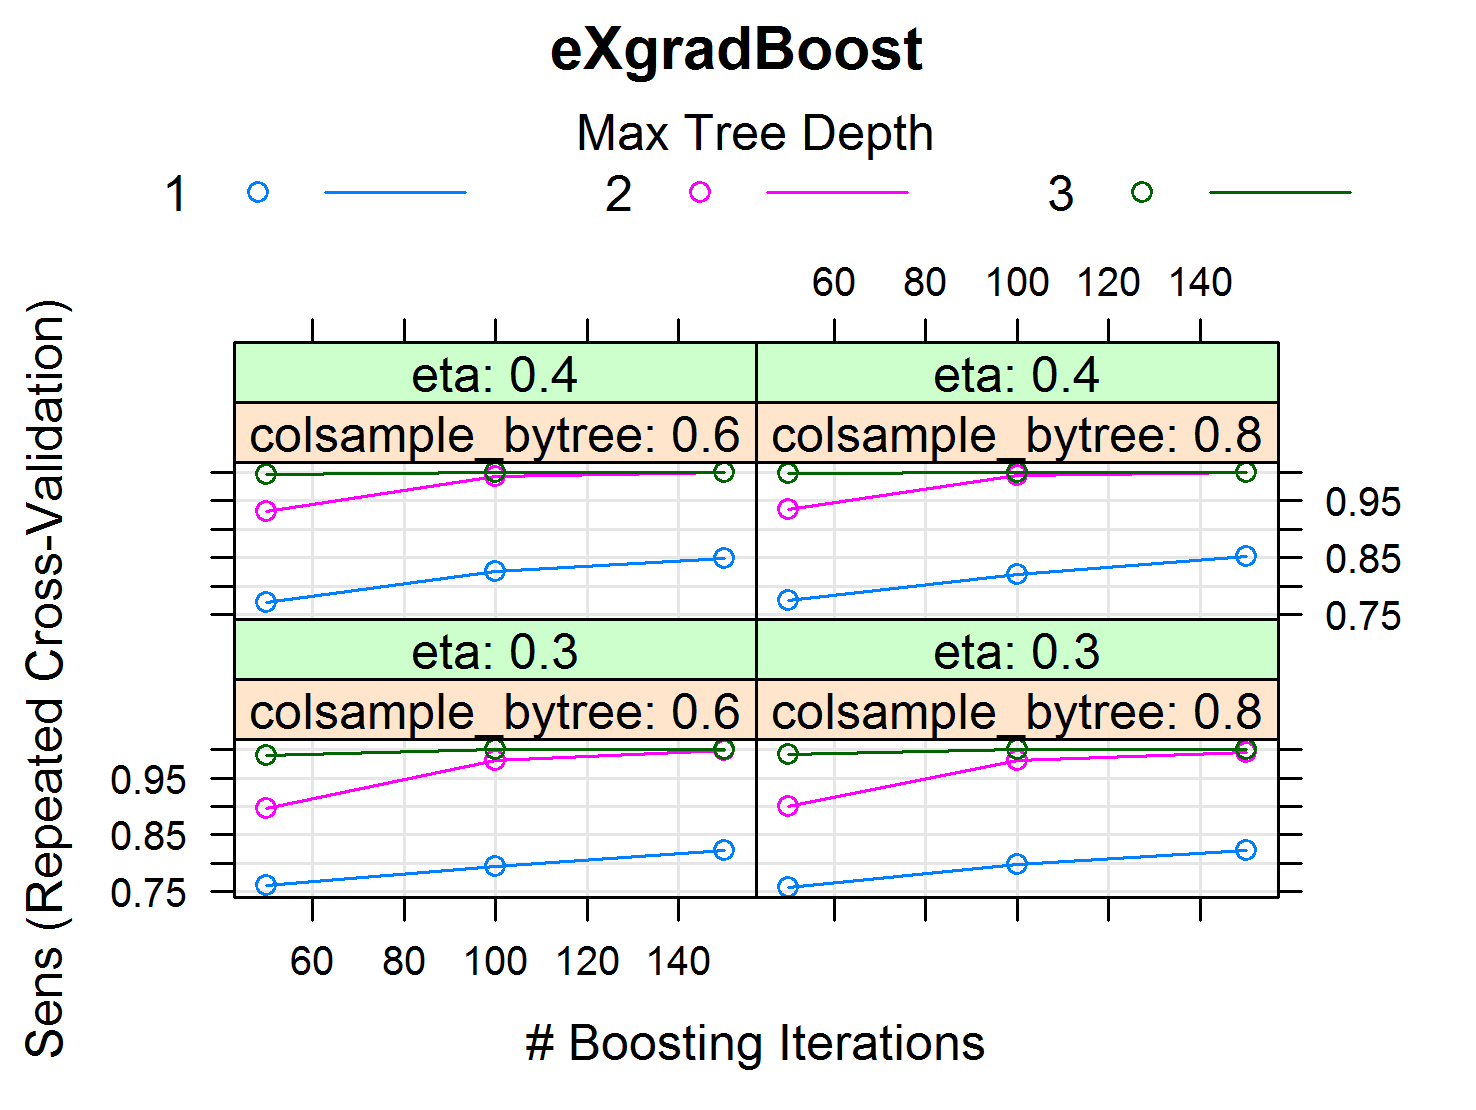 eXgradBoost
Max Tree Depth
1 2 3
60 80 100 120 140
eta: 0.4 eta: 0.4
colsample_bytree: 0.6 colsample_bytree: 0.8
0.95
0.85
0.75
eta: 0.3 eta: 0.3
colsample_bytree: 0.6 colsample_bytree: 0.8
0.95
0.85
0.75
60 80 100 120 140
# Boosting Iterations
Sens (Repeated Cross-Validation)